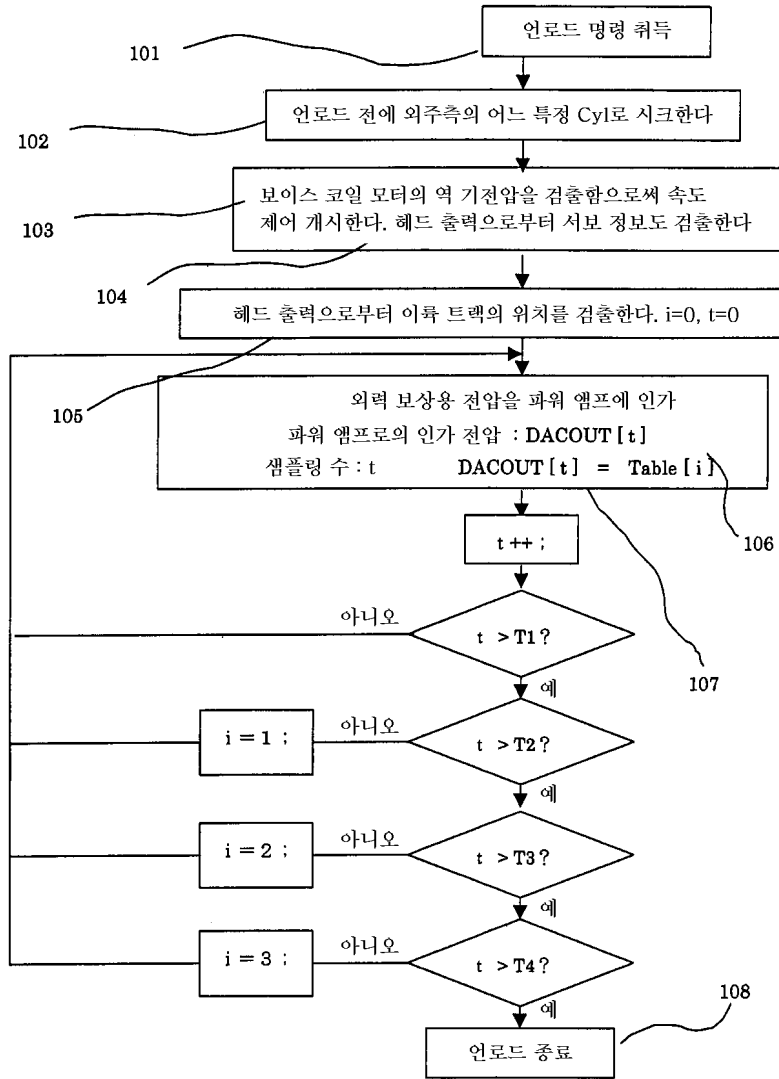 언로드 명령 취득
101
언로드 전에 외주측의 어느 특정 Cyl로 시크한다
102
보이스 코일 모터의 역 기전압을 검출함으로써 속도
제어 개시한다. 헤드 출력으로부터 서보 정보도 검출한다
103
104
헤드 출력으로부터 이륙 트랙의 위치를 검출한다. i=0, t=0
105
외력 보상용 전압을 파워 앰프에 인가
파워 앰프로의 인가 전압 : DACOUT[t]
샘플링 수 : t DACOUT[t] = Table[i]
106
t ++ ;
107
아니오
t > T1?
예
i = 1 ;
아니오
t > T2?
예
i = 2 ;
아니오
t > T3?
예
i = 3 ;
아니오
t > T4?
예
108
언로드 종료